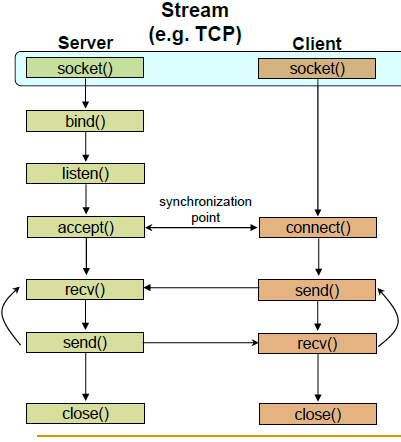 Stream
(e.g. TCP)
Server
Client
socket()
socket()
bind()
listen()
synchronization
point
accept()
connect()
recv()
send()
send()
recv()
close()
close()